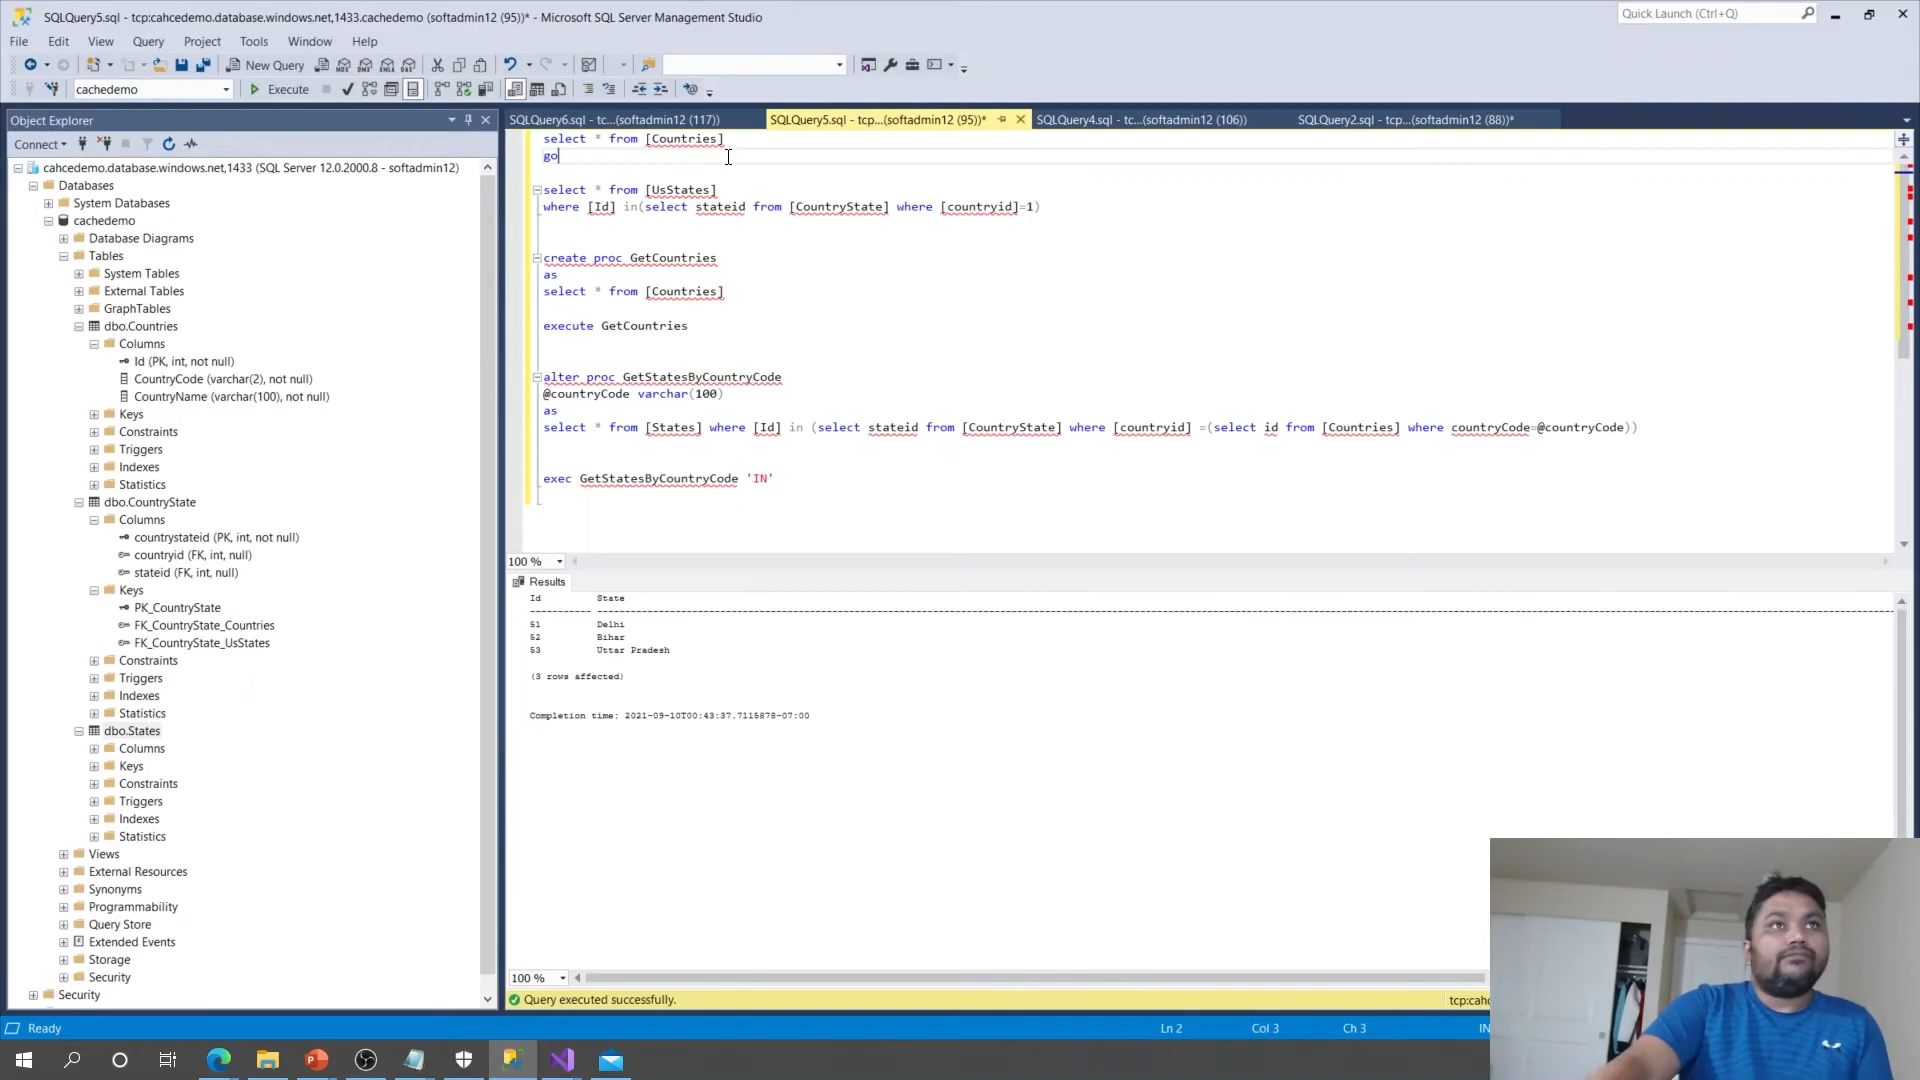 SQLQuery5.sql - tcp:cahcedemo.database.windows.net,1433.cachedemo (softadmin12 (95))* - Microsoft SQL Server Management Studio
Quick Launch (Ctrl+Q)
File Edit View Query Project Tools Window Help
New Query
cachedemo Execute
Object Explorer
Connect
cahcedemo.database.windows.net,1433 (SQL Server 12.0.2000.8 - softadmin12)
Databases
System Databases
cachedemo
Database Diagrams
Tables
System Tables
External Tables
GraphTables
dbo.Countries
Columns
Id (PK, int, not null)
CountryCode (varchar(2), not null)
CountryName (varchar(100), not null)
Keys
Constraints
Triggers
Indexes
Statistics
dbo.CountryState
Columns
countrystateid (PK, int, not null)
countryid (FK, int, null)
stateid (FK, int, null)
Keys
PK_CountryState
FK_CountryState_Countries
FK_CountryState_UsStates
Constraints
Triggers
Indexes
Statistics
dbo.States
Columns
Keys
Constraints
Triggers
Indexes
Statistics
Views
External Resources
Synonyms
Programmability
Query Store
Extended Events
Storage
Security
Security
SQLQuery6.sql - tc...(softadmin12 (117)) SQLQuery5.sql - tcp...(softadmin12 (95))* SQLQuery4.sql - tc...(softadmin12 (106)) SQLQuery2.sql - tcp...(softadmin12 (88))*
select * from [Countries]
go
select * from [UsStates]
where [Id] in(select stateid from [CountryState] where [countryid]=1)
create proc GetCountries
as
select * from [Countries]
execute GetCountries
alter proc GetStatesByCountryCode
@countryCode varchar(100)
as
select * from [States] where [Id] in (select stateid from [CountryState] where [countryid] =(select id from [Countries] where countryCode=@countryCode))
exec GetStatesByCountryCode 'IN'
100 %
Results
Id State
----------- ----------
51 Delhi
52 Bihar
53 Uttar Pradesh
(3 rows affected)
Completion time: 2021-09-10T00:43:37.7115878-07:00
100 %
Query executed successfully. tcp:cahc
Ready Ln 2 Col 3 Ch 3 IN